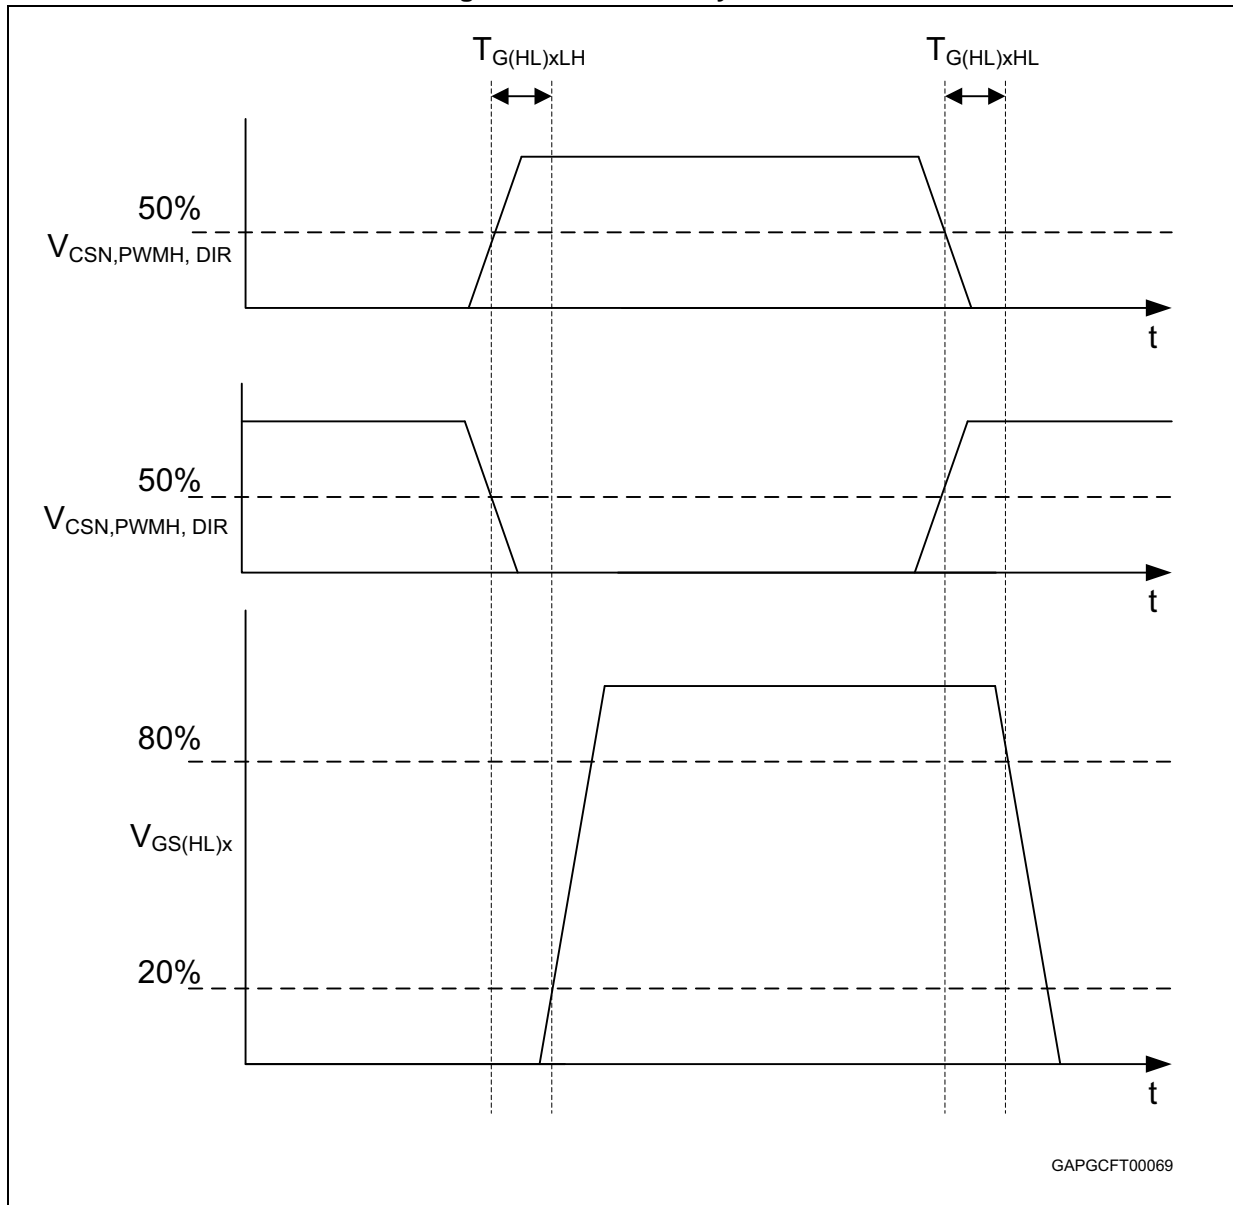 T_G(HL)xLH T_G(HL)xHL
50%
V_CSN,PWMH, DIR
t
50%
V_CSN,PWMH, DIR
t
80%
V_GS(HL)x
20%
t
GAPGCFT00069